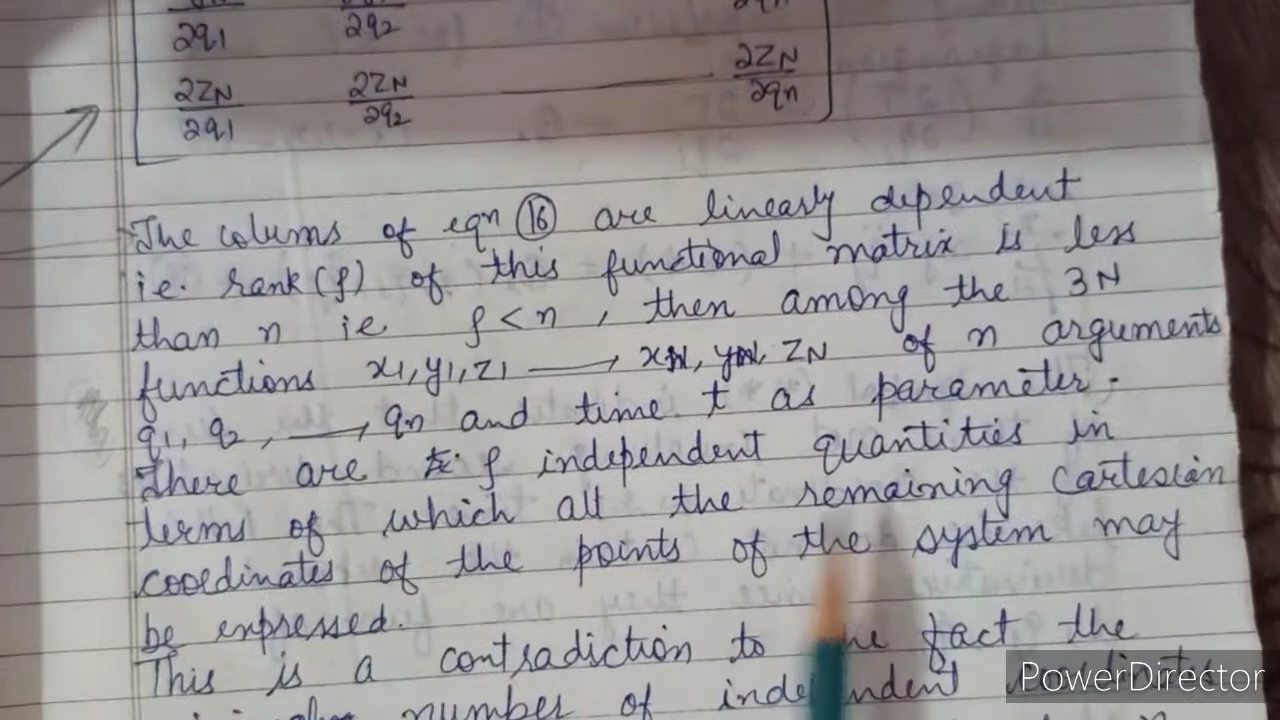 ∂q1 ∂q2
∂ZN/∂q1 ∂ZN/∂q2 ∂ZN/∂qn
The colums of eqn (16) are linearly dependent
i.e. rank (ρ) of this functional matrix is less
than n ie ρ < n, then among the 3N
functions x1, y1, z1 → xN, yN, ZN of n arguments
q1, q2, → qn and time t as parameter.
There are ρ independent quantities in
terms of which all the remaining Cartesian
coordinates of the points of the system may
be expressed.
This is a contradiction to fact the
number of coordinates
PowerDirector